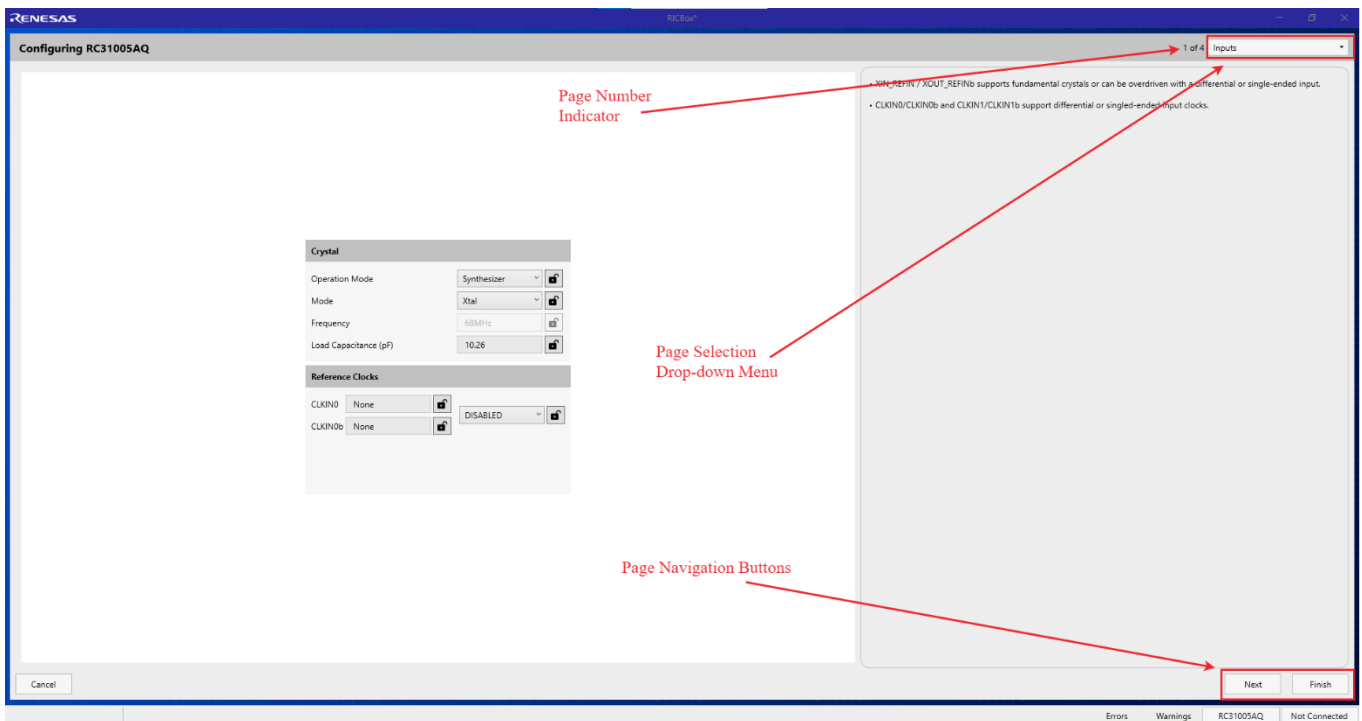 RENESAS
RICBox*
Configuring RC31005AQ
1 of 4
Inputs
Page Number
Indicator
• XIN_REFIN / XOUT_REFINb supports fundamental crystals or can be overdriven with a differential or single-ended input.
• CLKIN0/CLKIN0b and CLKIN1/CLKIN1b support differential or singled-ended input clocks.
Crystal
Operation Mode
Synthesizer
Mode
Xtal
Frequency
68MHz
Load Capacitance (pF)
10.26
Page Selection
Drop-down Menu
Reference Clocks
CLKIN0
None
DISABLED
CLKIN0b
None
Page Navigation Buttons
Cancel
Next
Finish
Errors
Warnings
RC31005AQ
Not Connected